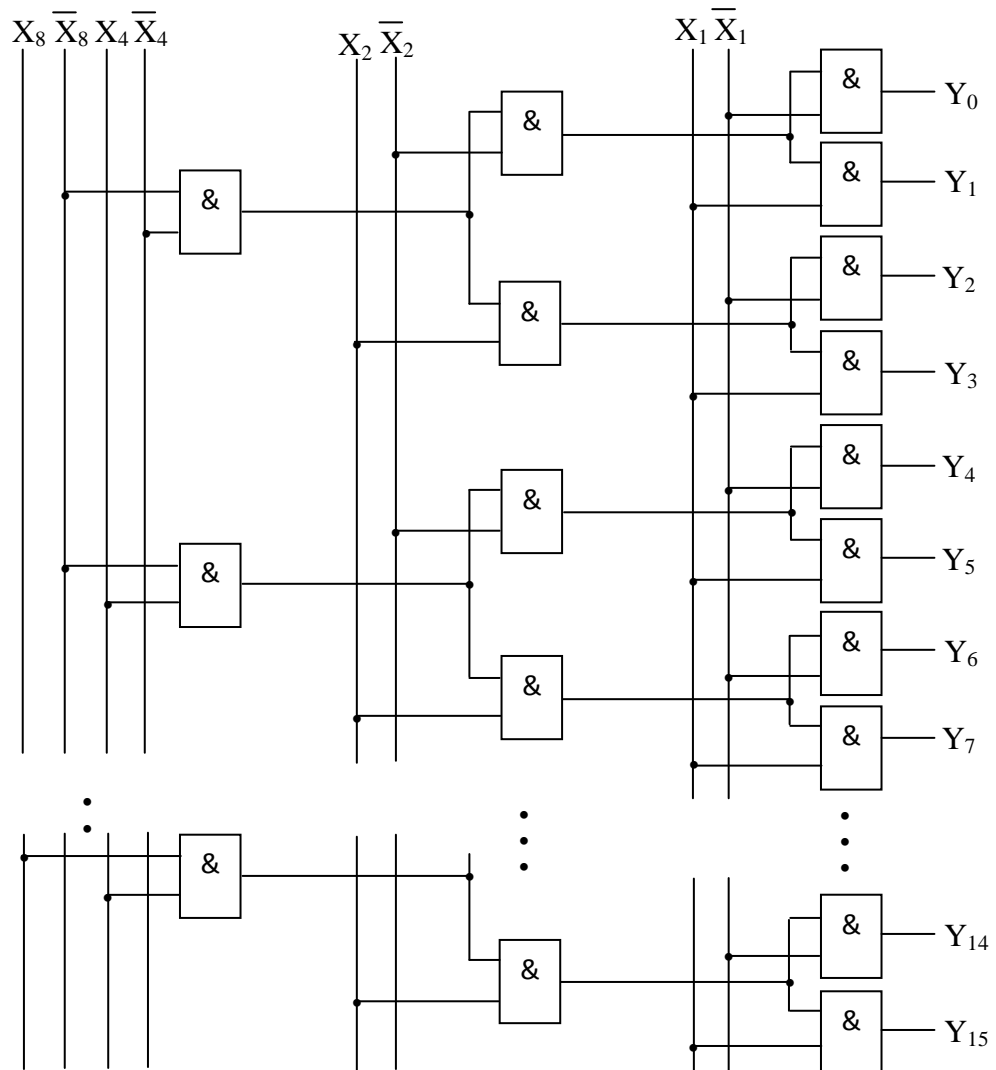 X₈ X̅₈ X₄ X̅₄ X₂ X̅₂ X₁ X̅₁
& Y₀
&
& Y₁
&
& Y₂
&
& Y₃
& Y₄
&
& Y₅
&
& Y₆
&
& Y₇
&
& Y₁₄
&
& Y₁₅